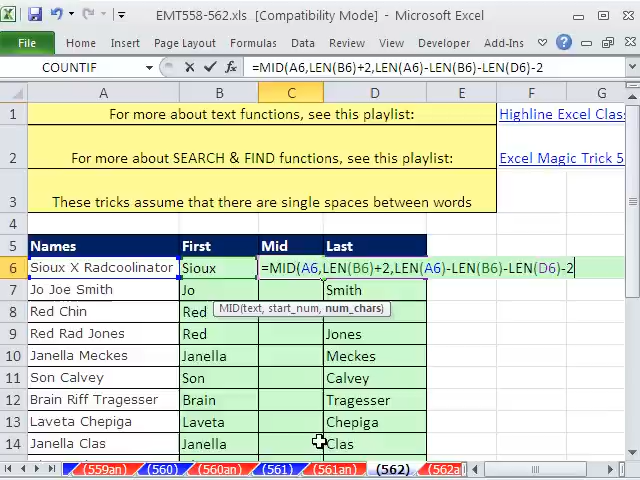 EMT558-562.xls [Compatibility Mode] - Microsoft Excel
File Home Insert Draw Page Layout Formulas Data Review View Developer Add-Ins
COUNTIF =MID(A6,LEN(B6)+2,LEN(A6)-LEN(B6)-LEN(D6)-2
A B C D E F G
1 For more about text functions, see this playlist: Highline Excel Clas
2 For more about SEARCH & FIND functions, see this playlist: Excel Magic Trick 5
3 These tricks assume that there are single spaces between words
4
5 Names First Mid Last
6 Sioux X Radcoolinator Sioux =MID(A6,LEN(B6)+2,LEN(A6)-LEN(B6)-LEN(D6)-2
7 Jo Joe Smith Jo Smith
MID(text, start_num, num_chars)
8 Red Chin Red
9 Red Rad Jones Red Jones
10 Janella Meckes Janella Meckes
11 Son Calvey Son Calvey
12 Brain Riff Tragesser Brain Tragesser
13 Laveta Chepiga Laveta Chepiga
14 Janella Clas Janella Clas
(559an) (560) (560an) (561) (561an) (562) (562a